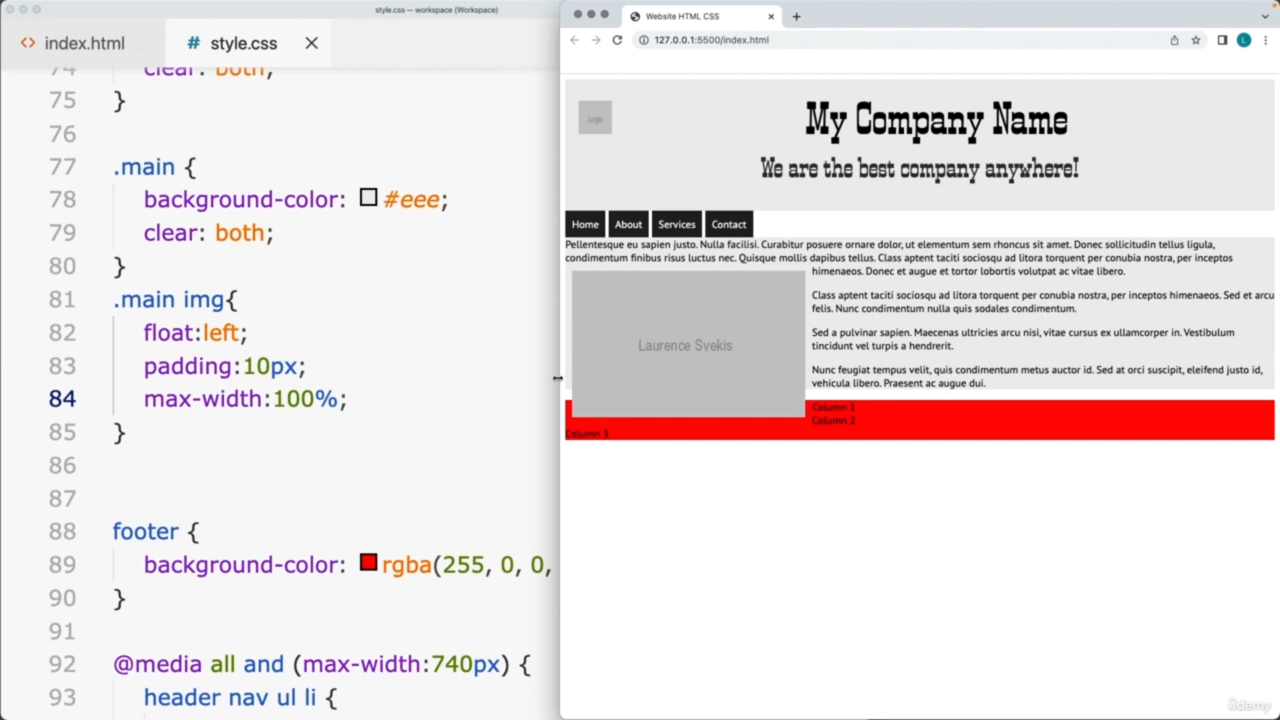 style.css — workspace (Workspace)
index.html
style.css
74 clear: both;
75 }
76
77 .main {
78 background-color: #eee;
79 clear: both;
80 }
81 .main img{
82 float:left;
83 padding:10px;
84 max-width:100%;
85 }
86
87
88 footer {
89 background-color: rgba(255, 0, 0,
90 }
91
92 @media all and (max-width:740px) {
93 header nav ul li {
Website HTML CSS
127.0.0.1:5500/index.html
L
Logo
My Company Name
We are the best company anywhere!
Home About Services Contact
Pellentesque eu sapien justo. Nulla facilisi. Curabitur posuere ornare dolor, ut elementum sem rhoncus sit amet. Donec sollicitudin tellus ligula,
condimentum finibus risus luctus nec. Quisque mollis dapibus tellus. Class aptent taciti sociosqu ad litora torquent per conubia nostra, per inceptos
himenaeos. Donec et augue et tortor lobortis volutpat ac vitae libero.
Class aptent taciti sociosqu ad litora torquent per conubia nostra, per inceptos himenaeos. Sed et arcu
felis. Nunc condimentum nulla quis sodales condimentum.
Sed a pulvinar sapien. Maecenas ultricies arcu nisi, vitae cursus ex ullamcorper in. Vestibulum
tincidunt vel turpis a hendrerit.
Nunc feugiat tempus velit, quis condimentum metus auctor id. Sed at orci suscipit, eleifend justo id,
vehicula libero. Praesent ac augue dui.
Laurence Svekis
Column 1
Column 2
Column 3
ûdemy